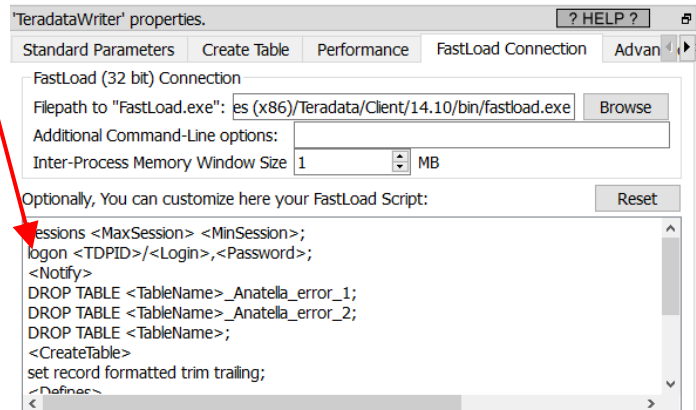 'TeradataWriter' properties.
? HELP ?
Standard Parameters
Create Table
Performance
FastLoad Connection
Advan
FastLoad (32 bit) Connection
Filepath to "FastLoad.exe": es (x86)/Teradata/Client/14.10/bin/fastload.exe Browse
Additional Command-Line options:
Inter-Process Memory Window Size 1 MB
Optionally, You can customize here your FastLoad Script: Reset
sessions <MaxSession> <MinSession>;
logon <TDPID>/<Login>,<Password>;
<Notify>
DROP TABLE <TableName>_Anatella_error_1;
DROP TABLE <TableName>_Anatella_error_2;
DROP TABLE <TableName>;
<CreateTable>
set record formatted trim trailing;
<Defines>